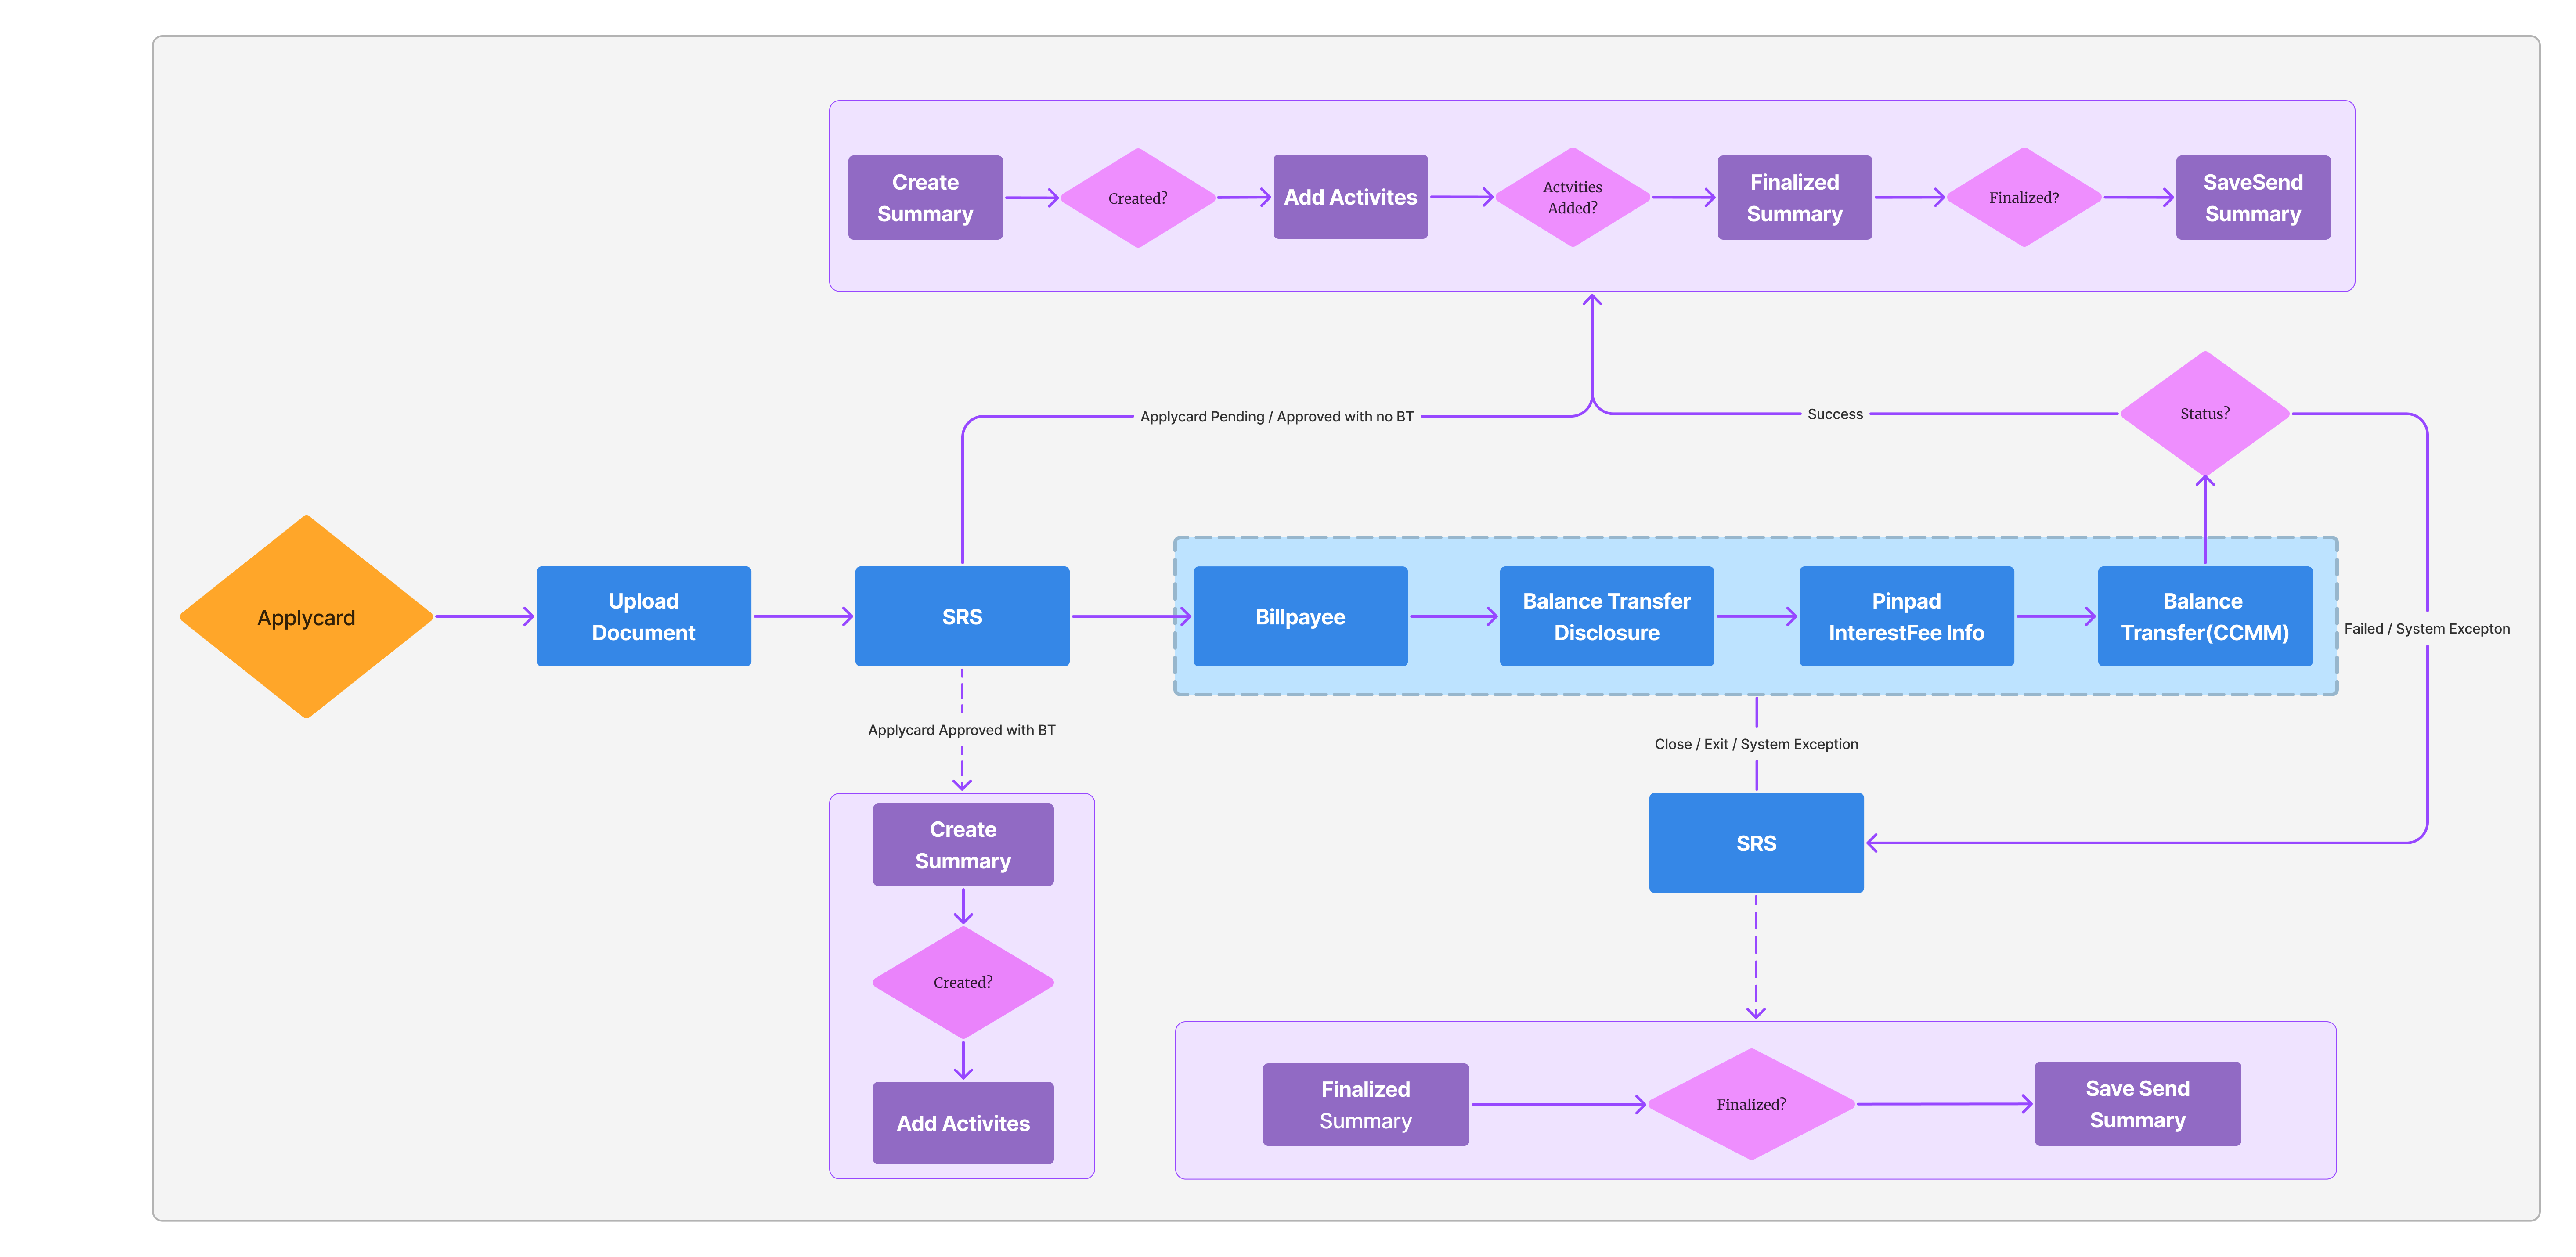 Create
Summary
Created?
Add Activites
Actvities
Added?
Finalized
Summary
Finalized?
SaveSend
Summary
Applycard Pending / Approved with no BT
Success
Status?
Applycard
Upload
Document
SRS
Billpayee
Balance Transfer
Disclosure
Pinpad
InterestFee Info
Balance
Transfer(CCMM)
Failed / System Excepton
Applycard Approved with BT
Close / Exit / System Exception
Create
Summary
Created?
Add Activites
SRS
Finalized
Summary
Finalized?
Save Send
Summary